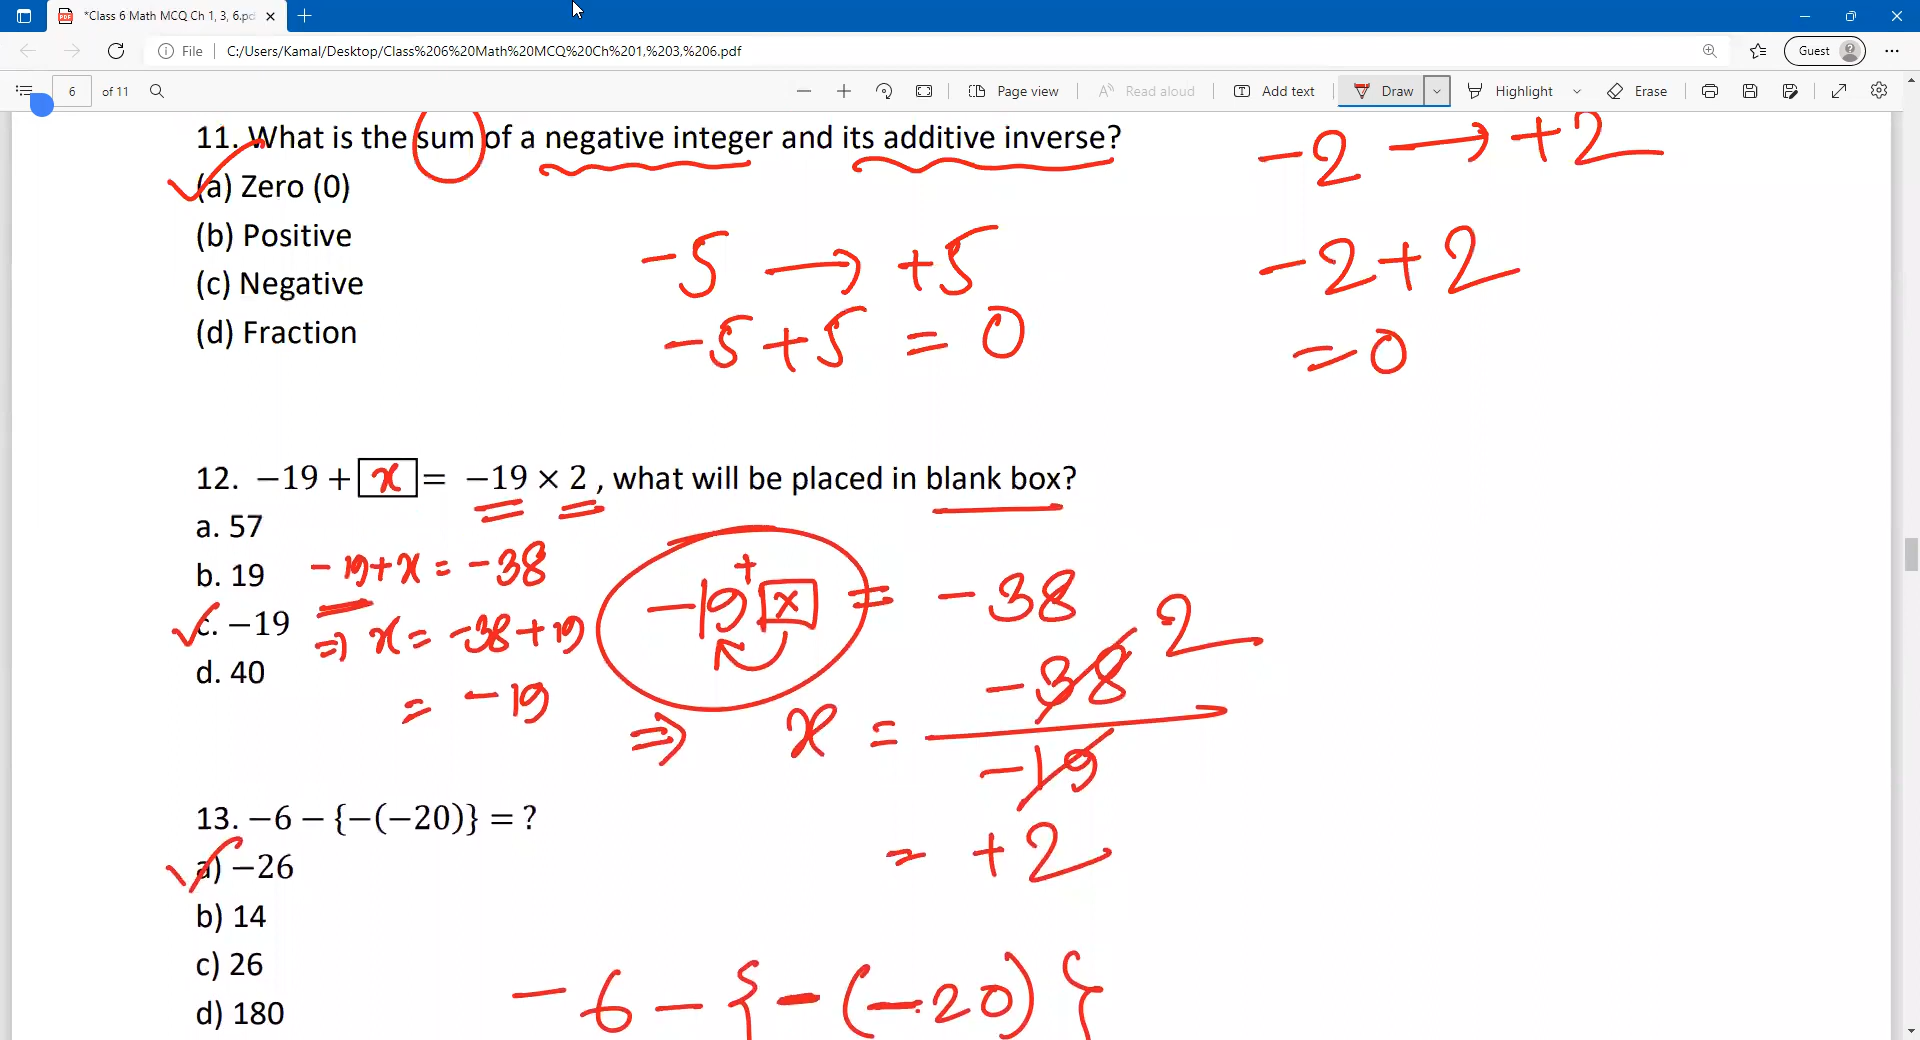 *Class 6 Math MCQ Ch 1, 3, 6.pd
File C:/Users/Kamal/Desktop/Class%206%20Math%20MCQ%20Ch%201,%203,%206.pdf
Guest
6 of 11
Page view
Read aloud
Add text
Draw
Highlight
Erase
11. What is the sum of a negative integer and its additive inverse?
−2 → +2
(a) Zero (0)
(b) Positive
−5 → +5
−2+2
(c) Negative
(d) Fraction
−5+5 = 0
=0
12. −19 + x = −19 × 2 , what will be placed in blank box?
a. 57
b. 19
−19+x = −38
−19 + x = −38
c. −19
⇒ x = −38+19
d. 40
= −19
⇒ x = −38 2
−19
= +2
13. −6 − {−(−20)} = ?
a) −26
b) 14
c) 26
−6 − {−(−20)}
d) 180